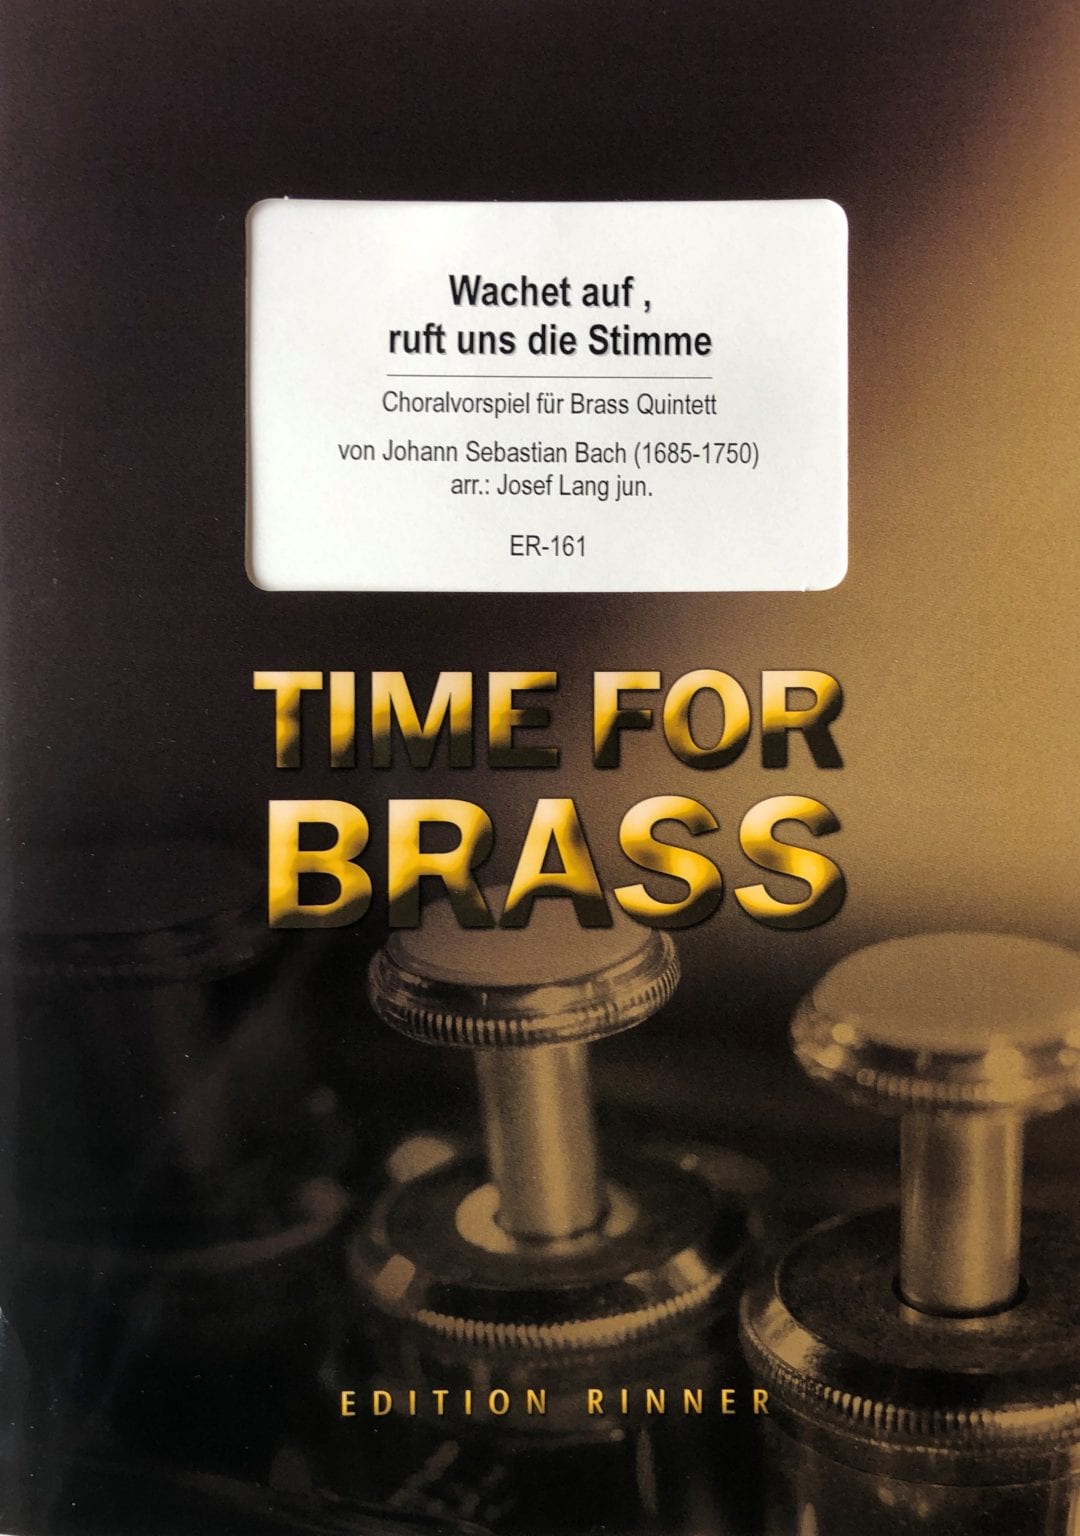 Wachet auf ,
ruft uns die Stimme
Choralvorspiel für Brass Quintett
von Johann Sebastian Bach (1685-1750)
arr.: Josef Lang jun.
ER-161
TIME FOR
BRASS
EDITION RINNER